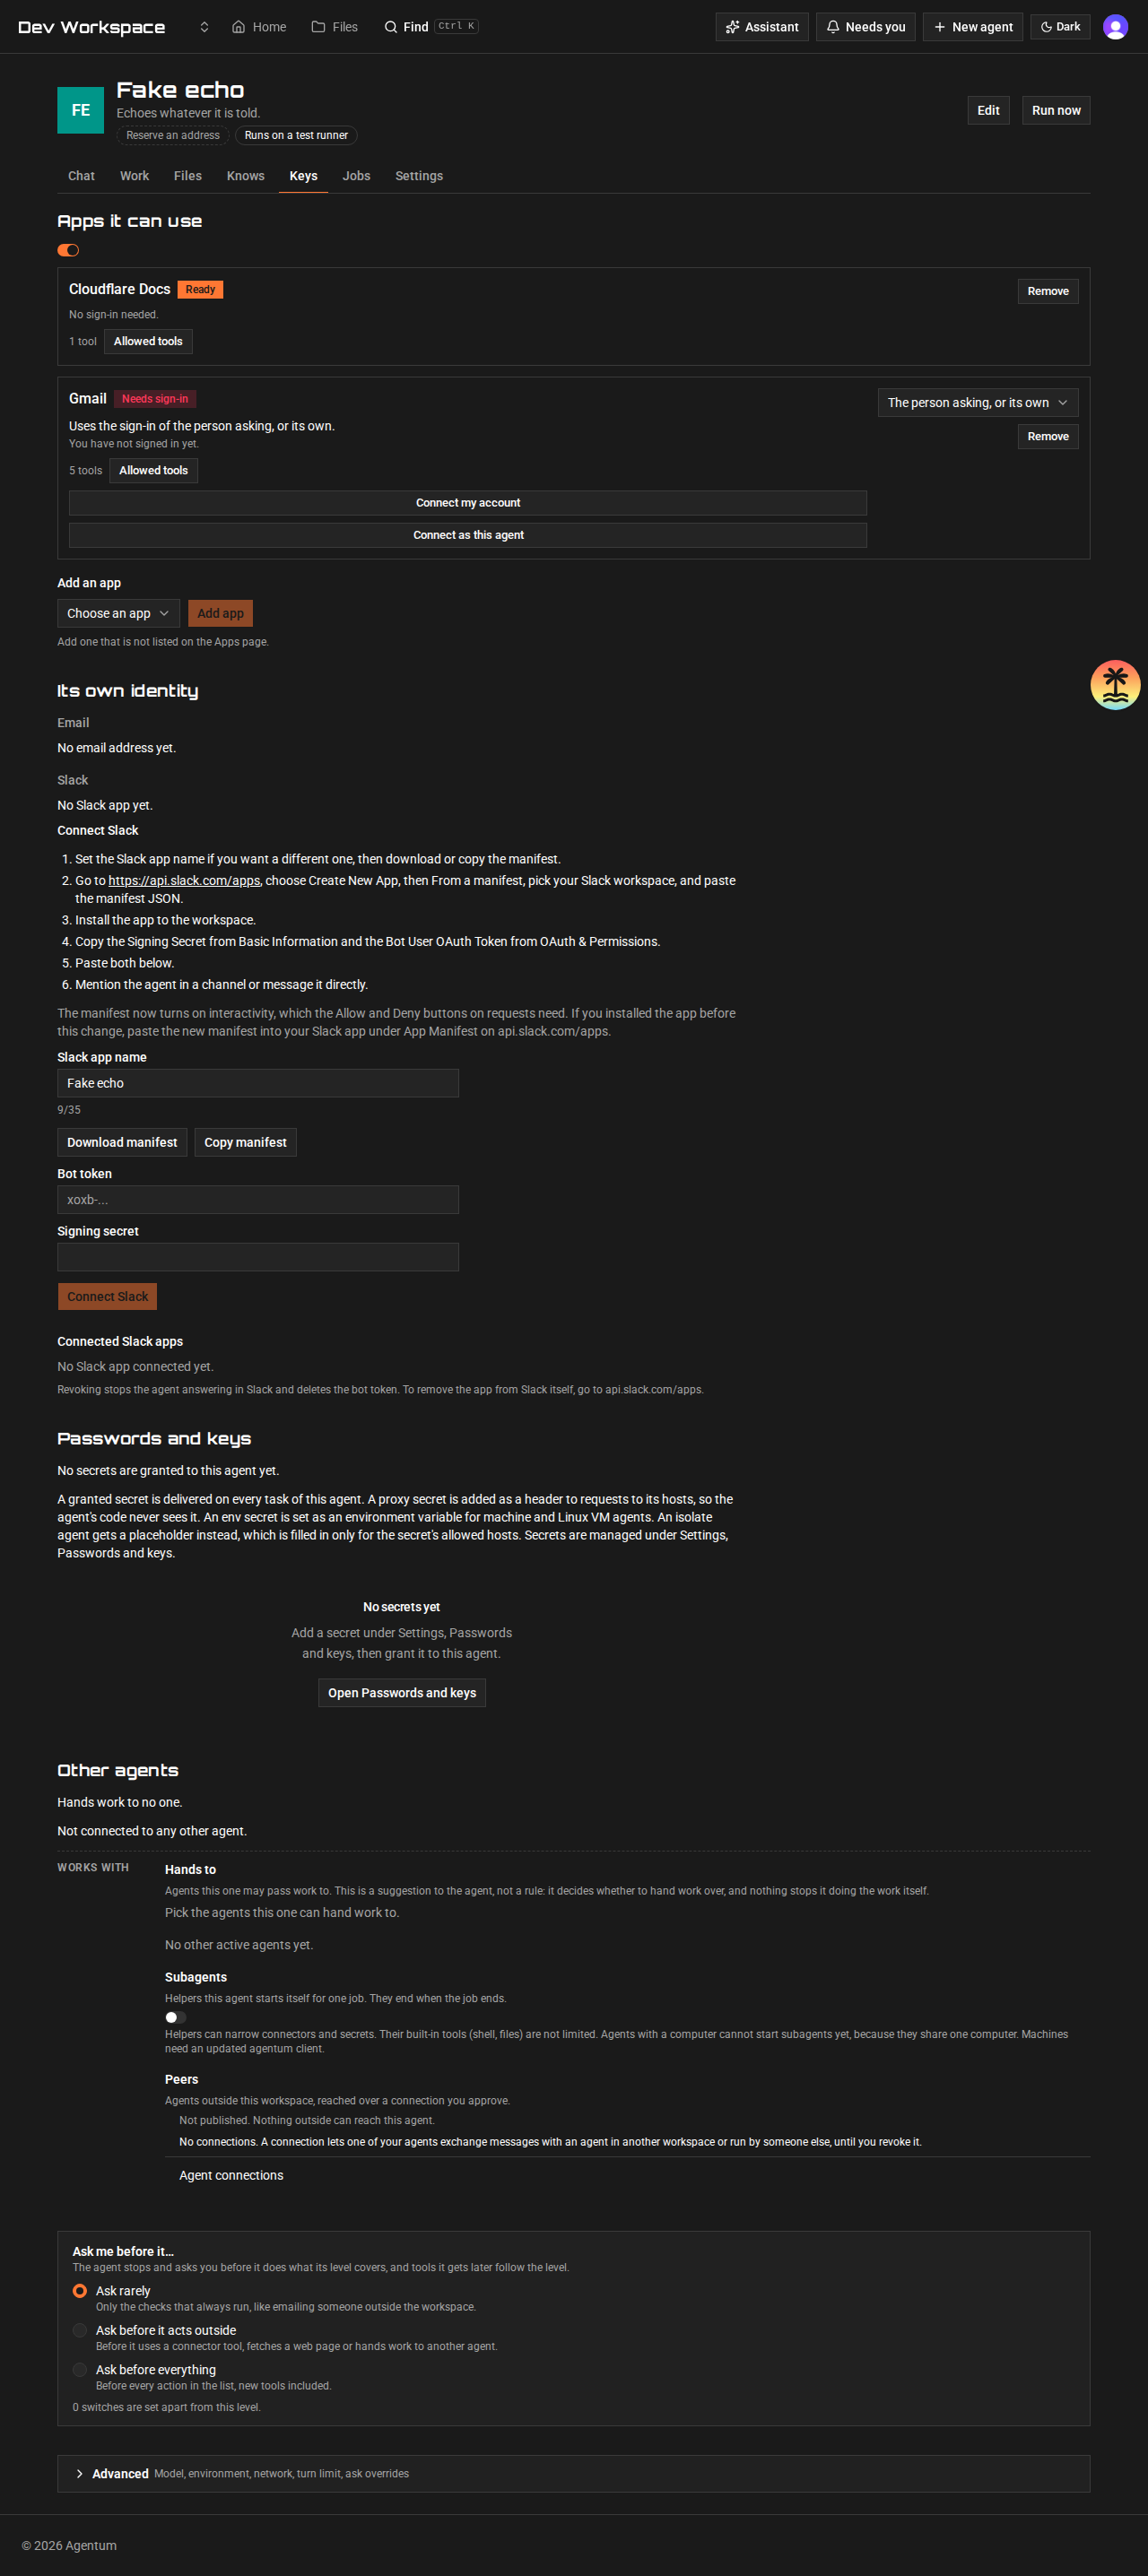 Dev Workspace
Home
Files
Find
Ctrl K
Assistant
Needs you
New agent
Dark
FE
Fake echo
Echoes whatever it is told.
Reserve an address
Runs on a test runner
Edit
Run now
Chat
Work
Files
Knows
Keys
Jobs
Settings
Apps it can use
Cloudflare Docs
Ready
Remove
No sign-in needed.
1 tool
Allowed tools
Gmail
Needs sign-in
The person asking, or its own
Uses the sign-in of the person asking, or its own.
Remove
You have not signed in yet.
5 tools
Allowed tools
Connect my account
Connect as this agent
Add an app
Choose an app
Add app
Add one that is not listed on the Apps page.
Its own identity
Email
No email address yet.
Slack
No Slack app yet.
Connect Slack
1. Set the Slack app name if you want a different one, then download or copy the manifest.
2. Go to https://api.slack.com/apps, choose Create New App, then From a manifest, pick your Slack workspace, and paste
the manifest JSON.
3. Install the app to the workspace.
4. Copy the Signing Secret from Basic Information and the Bot User OAuth Token from OAuth & Permissions.
5. Paste both below.
6. Mention the agent in a channel or message it directly.
The manifest now turns on interactivity, which the Allow and Deny buttons on requests need. If you installed the app before
this change, paste the new manifest into your Slack app under App Manifest on api.slack.com/apps.
Slack app name
Fake echo
9/35
Download manifest
Copy manifest
Bot token
xoxb-...
Signing secret
Connect Slack
Connected Slack apps
No Slack app connected yet.
Revoking stops the agent answering in Slack and deletes the bot token. To remove the app from Slack itself, go to api.slack.com/apps.
Passwords and keys
No secrets are granted to this agent yet.
A granted secret is delivered on every task of this agent. A proxy secret is added as a header to requests to its hosts, so the
agent's code never sees it. An env secret is set as an environment variable for machine and Linux VM agents. An isolate
agent gets a placeholder instead, which is filled in only for the secret's allowed hosts. Secrets are managed under Settings,
Passwords and keys.
No secrets yet
Add a secret under Settings, Passwords
and keys, then grant it to this agent.
Open Passwords and keys
Other agents
Hands work to no one.
Not connected to any other agent.
WORKS WITH
Hands to
Agents this one may pass work to. This is a suggestion to the agent, not a rule: it decides whether to hand work over, and nothing stops it doing the work itself.
Pick the agents this one can hand work to.
No other active agents yet.
Subagents
Helpers this agent starts itself for one job. They end when the job ends.
Helpers can narrow connectors and secrets. Their built-in tools (shell, files) are not limited. Agents with a computer cannot start subagents yet, because they share one computer. Machines
need an updated agentum client.
Peers
Agents outside this workspace, reached over a connection you approve.
Not published. Nothing outside can reach this agent.
No connections. A connection lets one of your agents exchange messages with an agent in another workspace or run by someone else, until you revoke it.
Agent connections
Ask me before it...
The agent stops and asks you before it does what its level covers, and tools it gets later follow the level.
Ask rarely
Only the checks that always run, like emailing someone outside the workspace.
Ask before it acts outside
Before it uses a connector tool, fetches a web page or hands work to another agent.
Ask before everything
Before every action in the list, new tools included.
0 switches are set apart from this level.
Advanced
Model, environment, network, turn limit, ask overrides
© 2026 Agentum